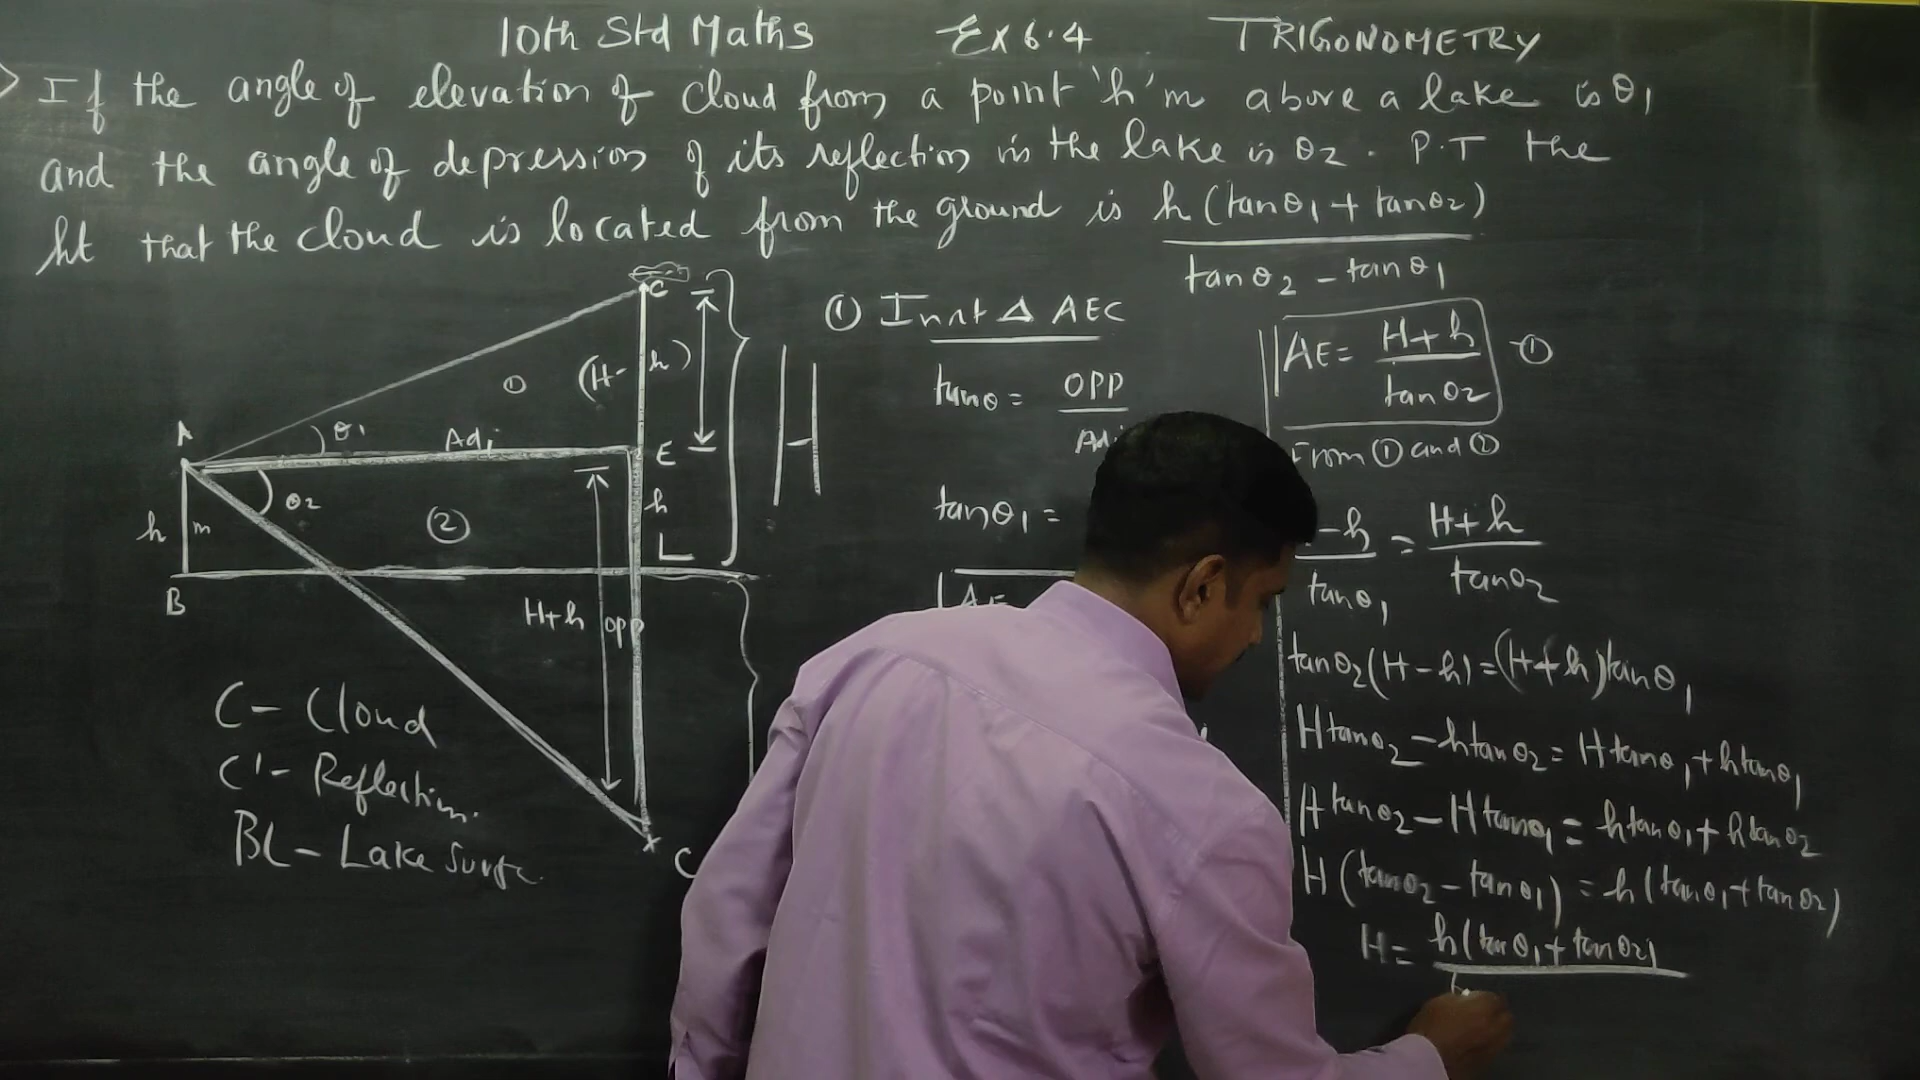 10th Std Maths Ex 6.4 TRIGONOMETRY
If the angle of elevation of cloud from a point 'h'm above a lake is θ1
and the angle of depression of its reflection in the lake is θ2. P.T the
ht that the cloud is located from the ground is h(tanθ1 + tanθ2)
tanθ2 - tanθ1
C
(H-h)
H
①
A
θ1
Adj
E
θ2
②
h
h m
L
B
H+h
opp
C
C - Cloud
C' - Reflection.
BL - Lake
① In rt Δ AEC
tanθ = OPP
Adj
tanθ1 =
AE
AE = H+h ①
tanθ2
From ① and ②
-h = H+h
tanθ1 tanθ2
tanθ2(H-h) = (H+h)tanθ1
Htanθ2 - htanθ2 = Htanθ1 + htanθ1
Htanθ2 - Htanθ1 = htanθ1 + htanθ2
H(tanθ2 - tanθ1) = h(tanθ1 + tanθ2)
H = h(tanθ1 + tanθ2)